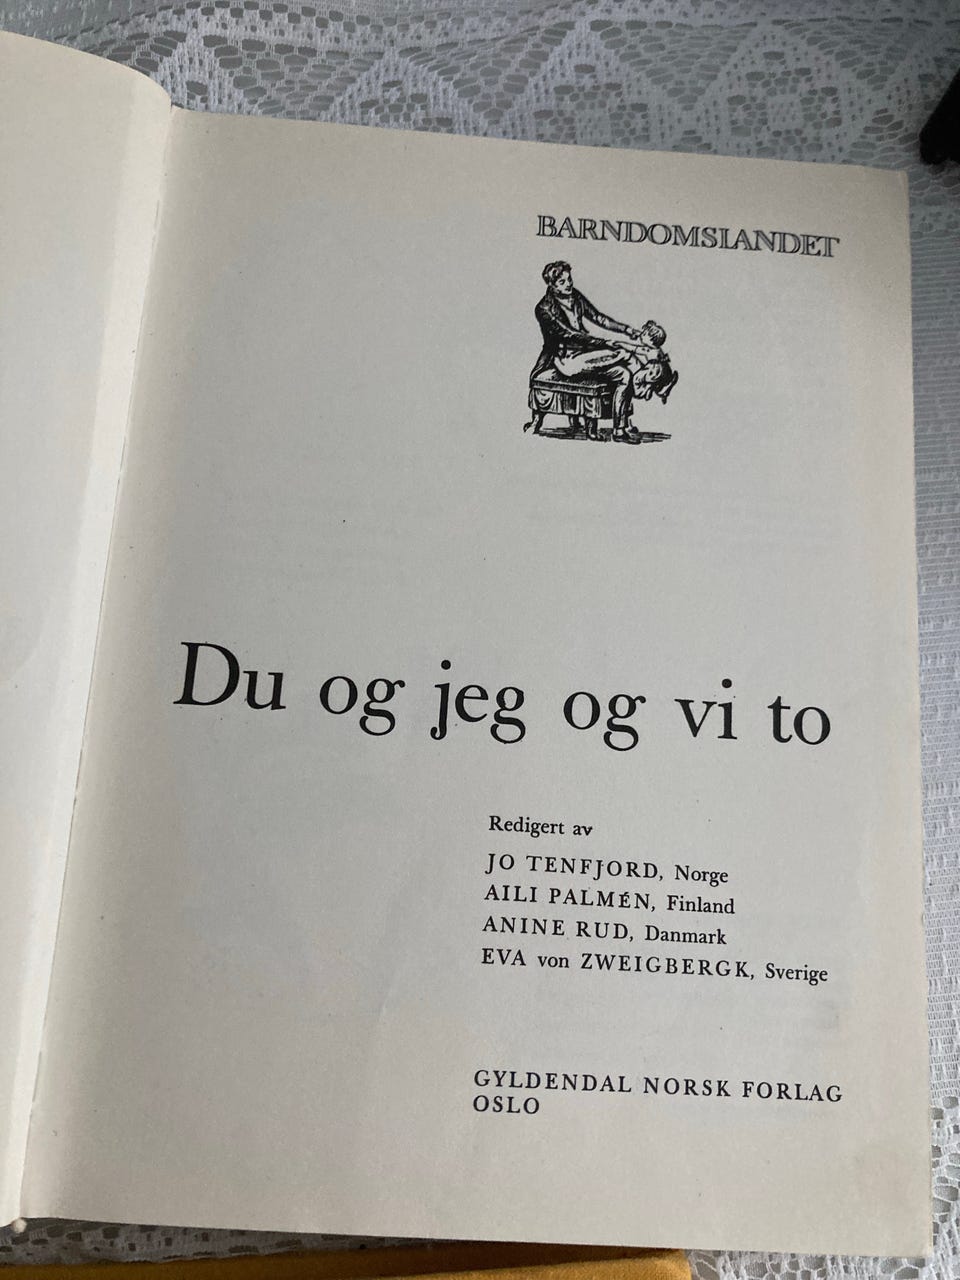 BARNDOMSLANDET
Du og jeg og vi to
Redigert av
JO TENFJORD, Norge
AILI PALMÉN, Finland
ANINE RUD, Danmark
EVA von ZWEIGBERGK, Sverige
GYLDENDAL NORSK FORLAG
OSLO